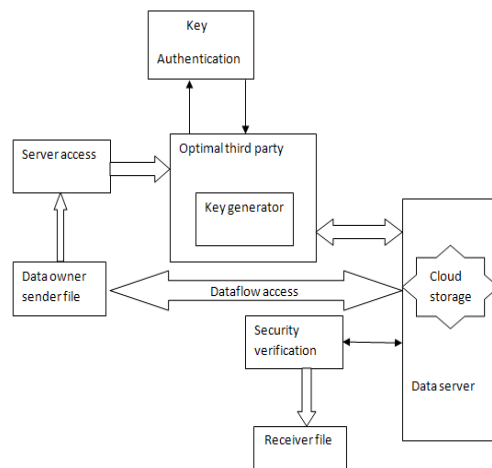 Key
Authentication
Server access
Optimal third party
Key generator
Data owner
sender file
Dataflow access
Cloud
storage
Security
verification
Data server
Receiver file